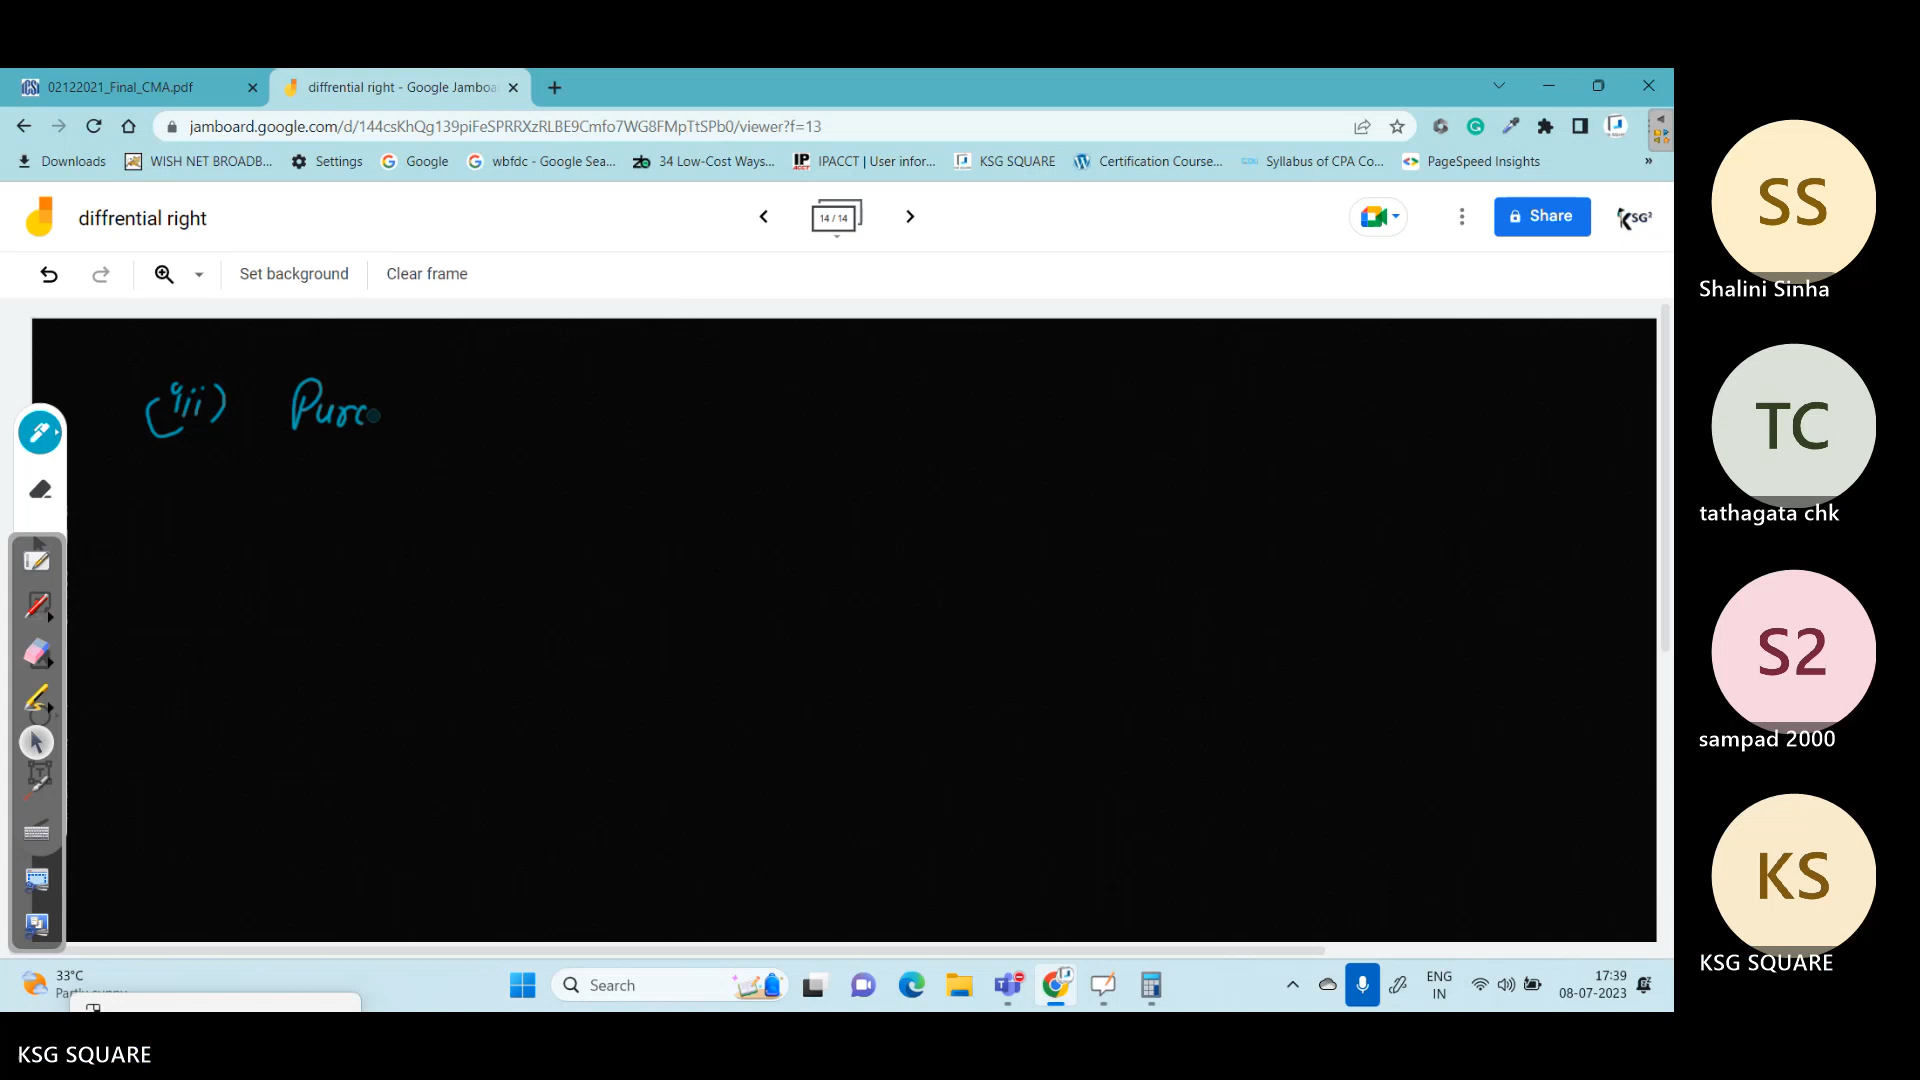 02122021_Final_CMA.pdf
diffrential right - Google Jamboa
jamboard.google.com/d/144csKhQg139piFeSPRRXzRLBE9Cmfo7WG8FMpTtSPb0/viewer?f=13
Downloads WISH NET BROADB... Settings Google wbfdc - Google Sea... 34 Low-Cost Ways... IPACCT | User infor... KSG SQUARE Certification Course... Syllabus of CPA Co... PageSpeed Insights »
diffrential right 14 / 14 Share KSG²
Set background Clear frame
(iii) Purc
33°C
Search
ENG
IN
17:39
08-07-2023
SS
Shalini Sinha
TC
tathagata chk
S2
sampad 2000
KS
KSG SQUARE
KSG SQUARE